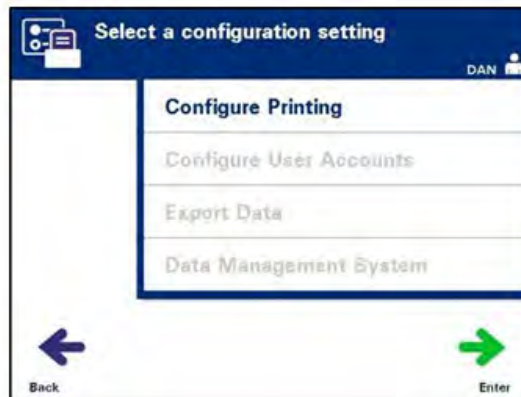 Select a configuration setting
DAN
Configure Printing
Configure User Accounts
Export Data
Data Management System
Back
Enter